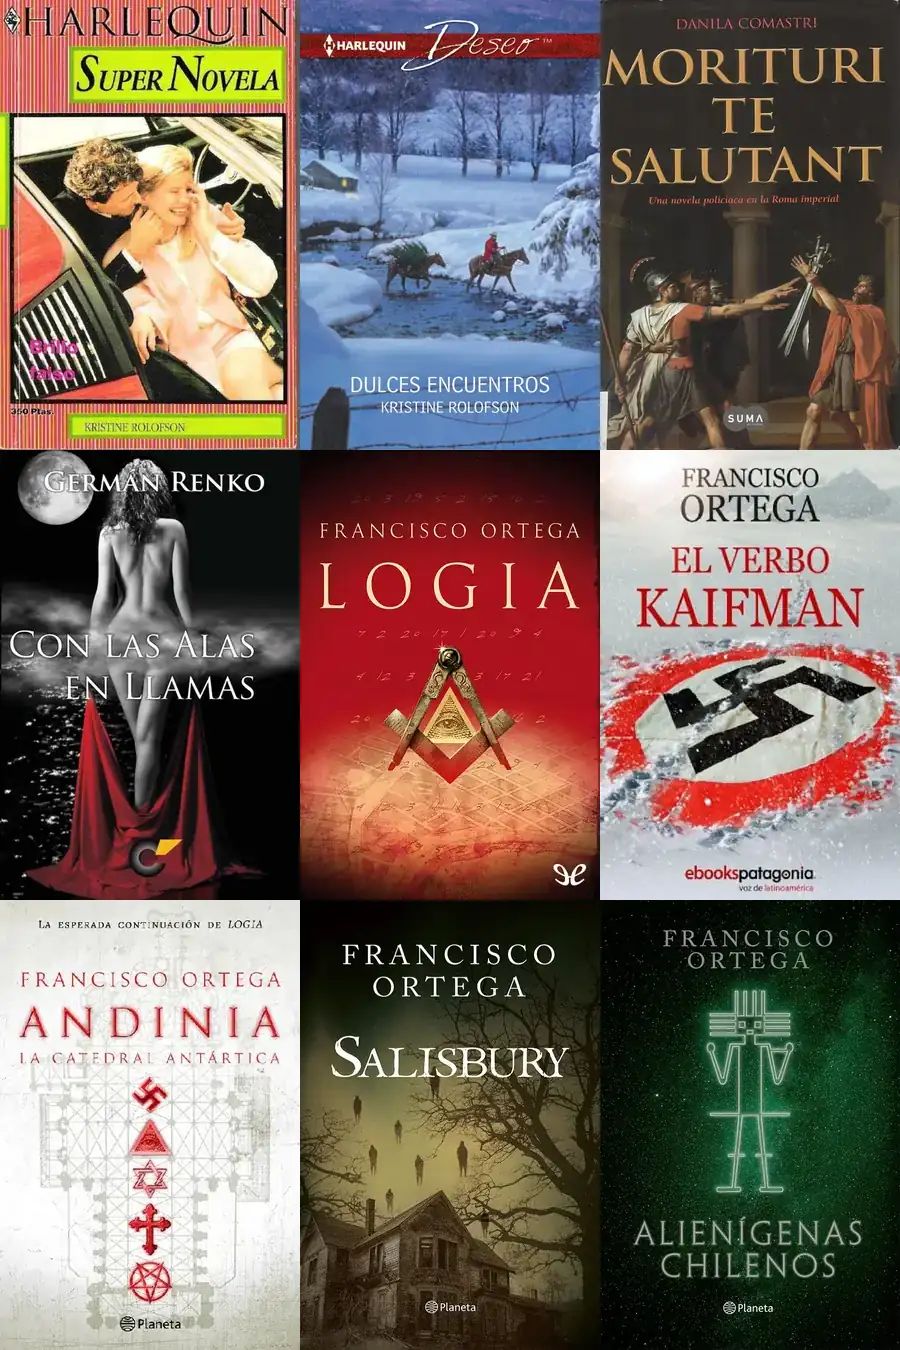 HARLEQUIN
SUPER NOVELA
Brillo
falso
350 Ptas.
KRISTINE ROLOFSON
HARLEQUIN Deseo™
DULCES ENCUENTROS
KRISTINE ROLOFSON
DANILA COMASTRI
MORITURI
TE
SALUTANT
Una novela policiaca en la Roma imperial
SUMA
GERMÁN RENKO
CON LAS ALAS
EN LLAMAS
FRANCISCO ORTEGA
LOGIA
FRANCISCO
ORTEGA
EL VERBO
KAIFMAN
ebookspatagonia
voz de latinoamérica
LA ESPERADA CONTINUACIÓN DE LOGIA
FRANCISCO ORTEGA
ANDINIA
LA CATEDRAL ANTÁRTICA
Planeta
FRANCISCO
ORTEGA
SALISBURY
Planeta
FRANCISCO
ORTEGA
ALIENÍGENAS
CHILENOS
Planeta